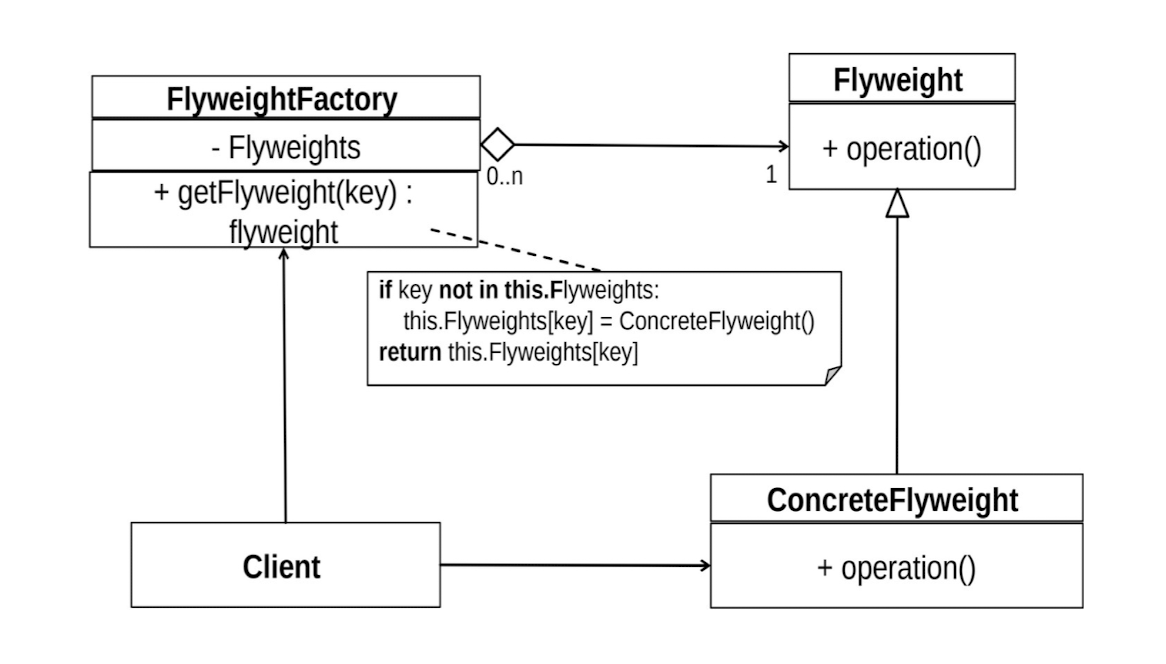 FlyweightFactory
- Flyweights
+ getFlyweight(key) :
flyweight
0..n
1
Flyweight
+ operation()
if key not in this.Flyweights:
this.Flyweights[key] = ConcreteFlyweight()
return this.Flyweights[key]
Client
ConcreteFlyweight
+ operation()